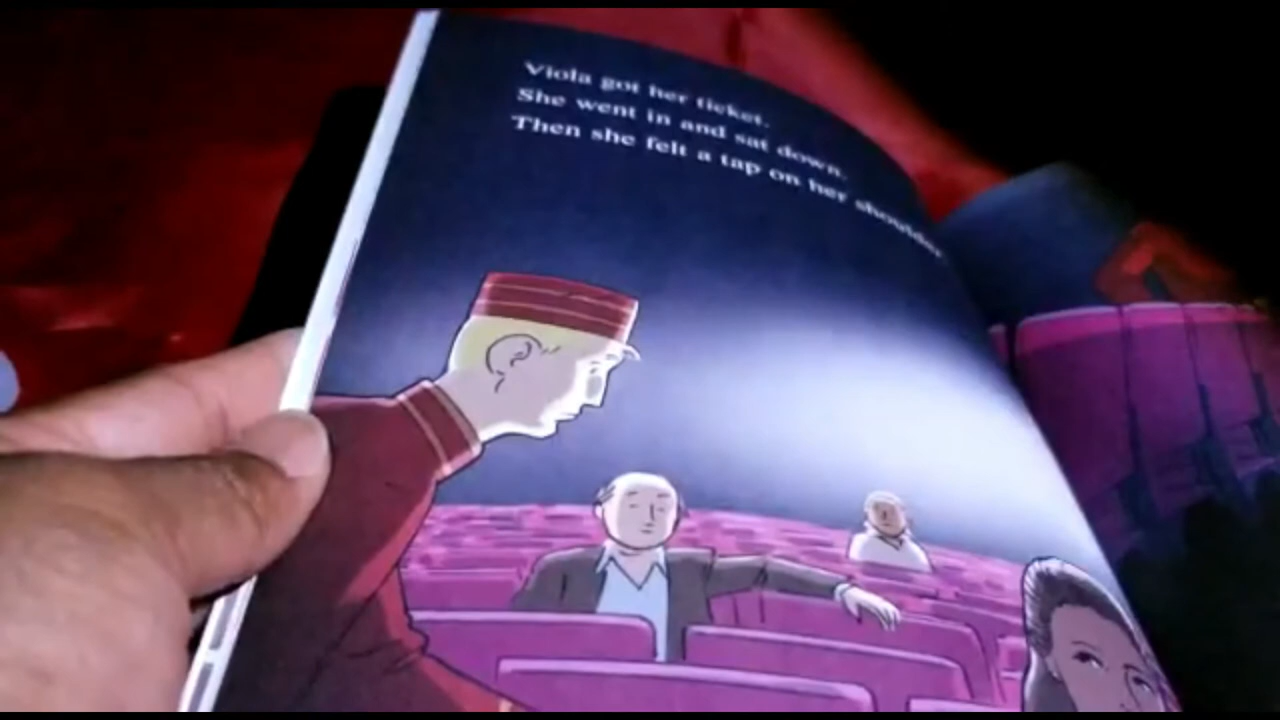 Viola got her ticket.
She went in and sat down.
Then she felt a tap on her shoulder